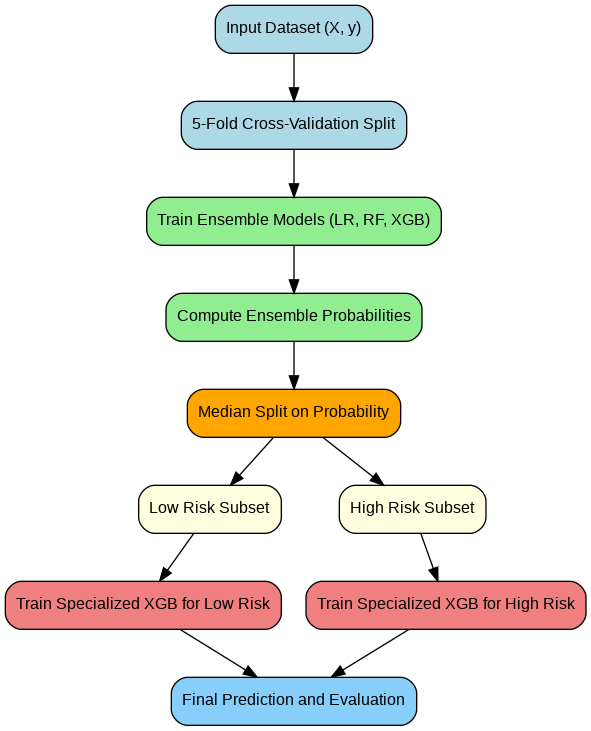 Input Dataset (X, y)
5-Fold Cross-Validation Split
Train Ensemble Models (LR, RF, XGB)
Compute Ensemble Probabilities
Median Split on Probability
Low Risk Subset
High Risk Subset
Train Specialized XGB for Low Risk
Train Specialized XGB for High Risk
Final Prediction and Evaluation